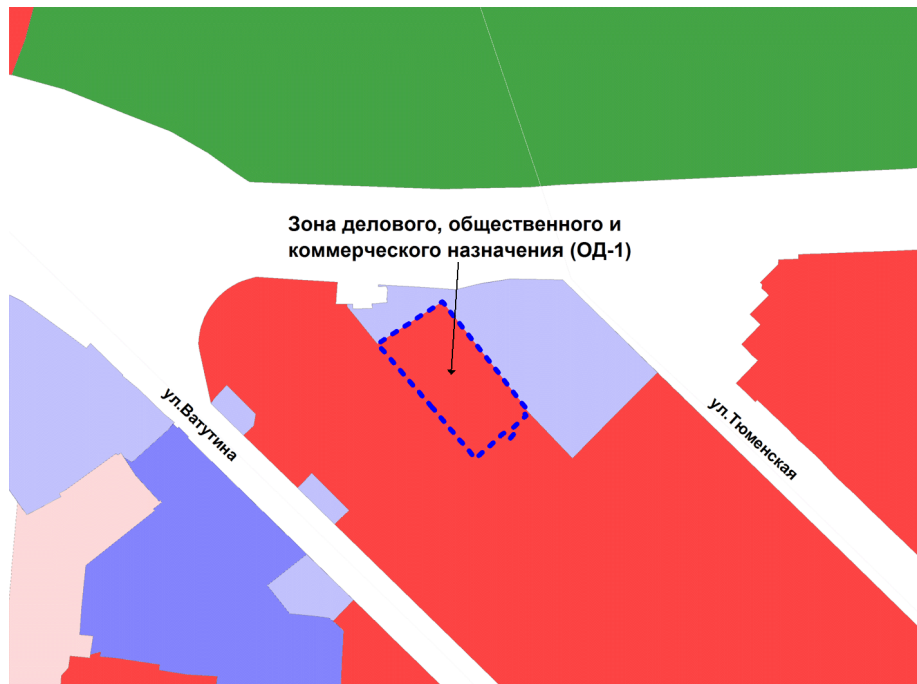 Зона делового, общественного и
коммерческого назначения (ОД-1)
ул.Ватутина
ул.Тюменская